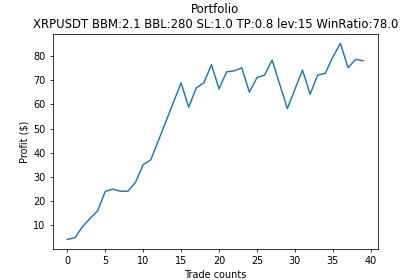 Portfolio
XRPUSDT BBM:2.1 BBL:280 SL:1.0 TP:0.8 lev:15 WinRatio:78.0
80
70
60
50
40
30
20
10
Profit ($)
0 5 10 15 20 25 30 35 40
Trade counts